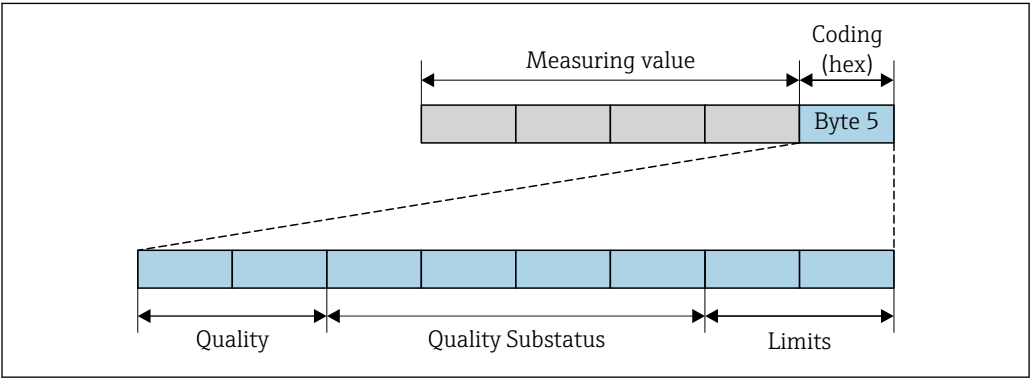 Coding
Measuring value
(hex)
Byte 5
Quality
Quality Substatus
Limits